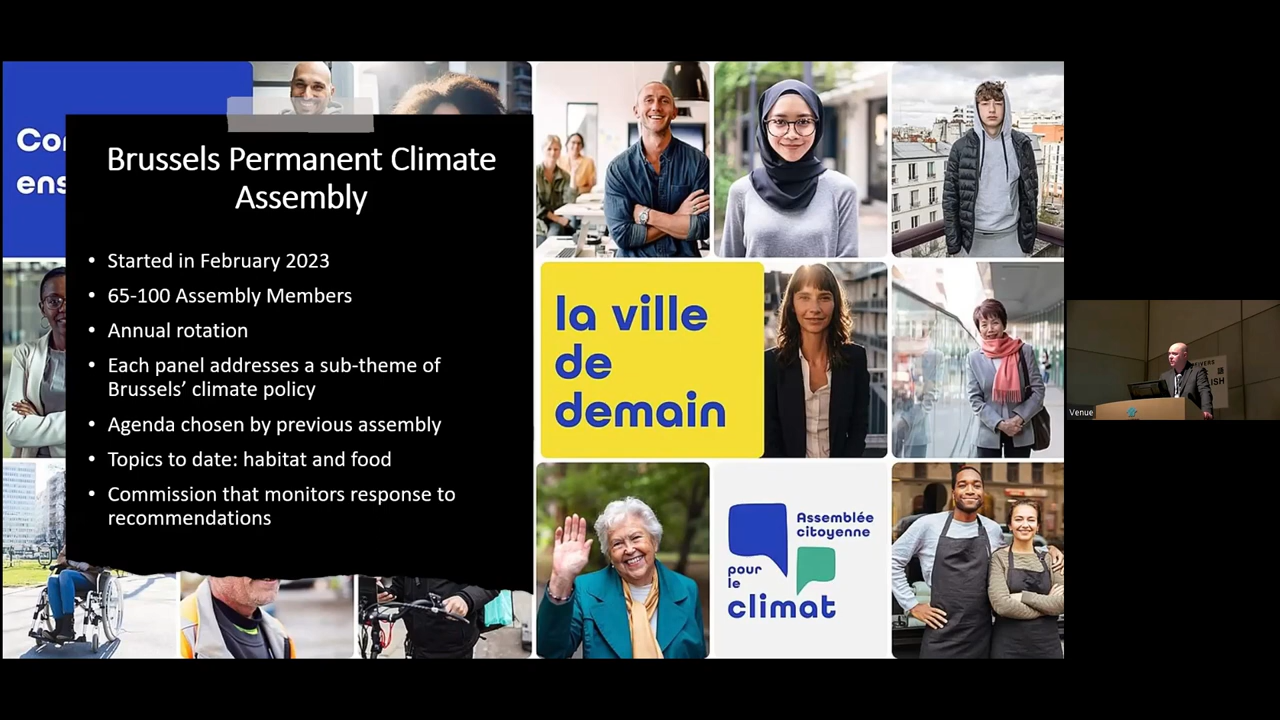 Brussels Permanent Climate
Assembly
• Started in February 2023
• 65-100 Assembly Members
• Annual rotation
• Each panel addresses a sub-theme of
Brussels’ climate policy
• Agenda chosen by previous assembly
• Topics to date: habitat and food
• Commission that monitors response to
recommendations
la ville
de
demain
Assemblée
citoyenne
pour
le
climat
Venue